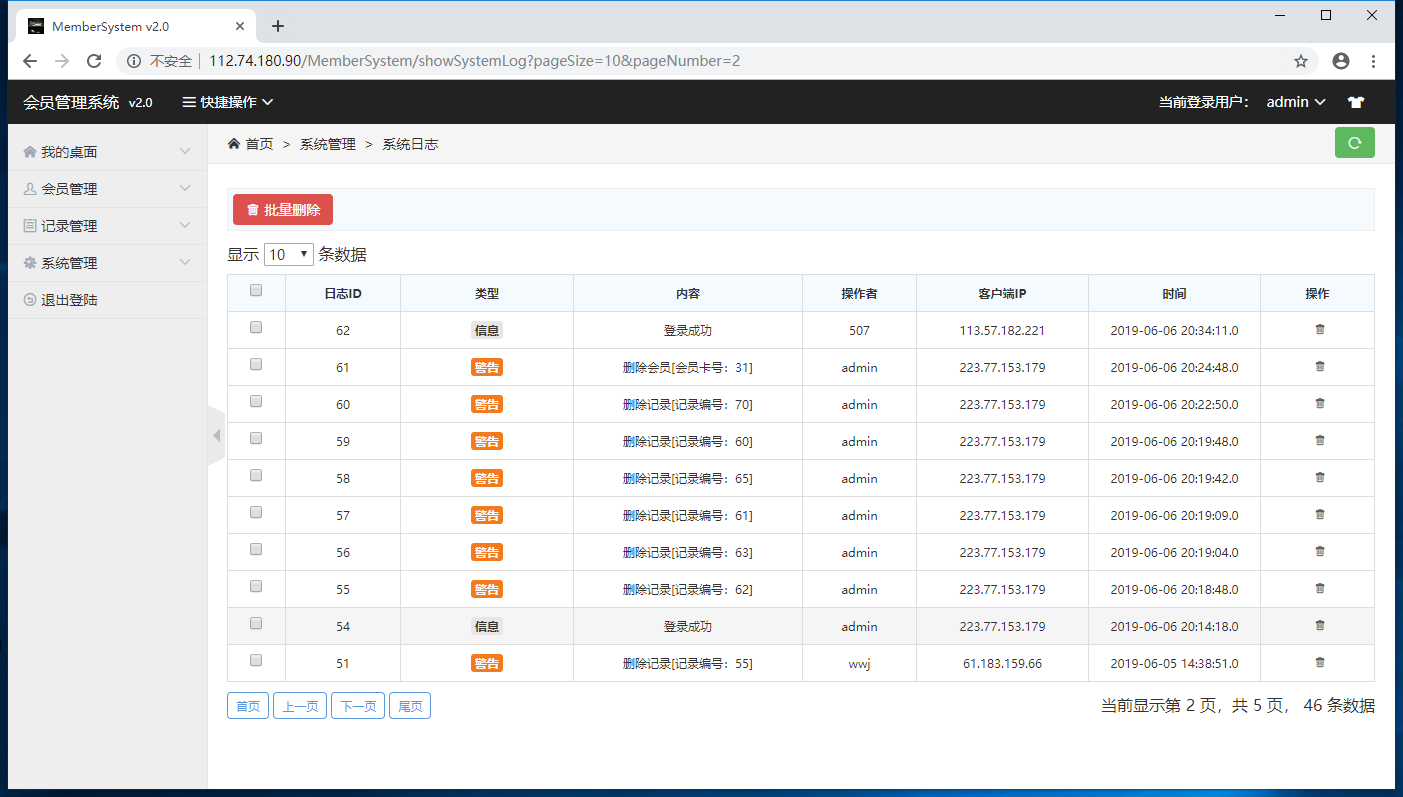 MemberSystem v2.0
不安全 112.74.180.90/MemberSystem/showSystemLog?pageSize=10&pageNumber=2
会员管理系统 v2.0 快捷操作 当前登录用户： admin
我的桌面
会员管理
记录管理
系统管理
退出登陆
首页 > 系统管理 > 系统日志
批量删除
显示 10 条数据
日志ID 类型 内容 操作者 客户端IP 时间 操作
62 信息 登录成功 507 113.57.182.221 2019-06-06 20:34:11.0
61 警告 删除会员[会员卡号：31] admin 223.77.153.179 2019-06-06 20:24:48.0
60 警告 删除记录[记录编号：70] admin 223.77.153.179 2019-06-06 20:22:50.0
59 警告 删除记录[记录编号：60] admin 223.77.153.179 2019-06-06 20:19:48.0
58 警告 删除记录[记录编号：65] admin 223.77.153.179 2019-06-06 20:19:42.0
57 警告 删除记录[记录编号：61] admin 223.77.153.179 2019-06-06 20:19:09.0
56 警告 删除记录[记录编号：63] admin 223.77.153.179 2019-06-06 20:19:04.0
55 警告 删除记录[记录编号：62] admin 223.77.153.179 2019-06-06 20:18:48.0
54 信息 登录成功 admin 223.77.153.179 2019-06-06 20:14:18.0
51 警告 删除记录[记录编号：55] wwj 61.183.159.66 2019-06-05 14:38:51.0
首页 上一页 下一页 尾页 当前显示第 2 页，共 5 页， 46 条数据